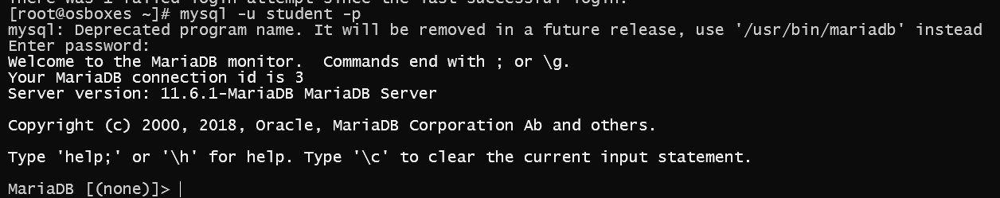 There was 1 failed login attempt since the last successful login.
[root@osboxes ~]# mysql -u student -p
mysql: Deprecated program name. It will be removed in a future release, use '/usr/bin/mariadb' instead
Enter password:
Welcome to the MariaDB monitor.  Commands end with ; or \g.
Your MariaDB connection id is 3
Server version: 11.6.1-MariaDB MariaDB Server
Copyright (c) 2000, 2018, Oracle, MariaDB Corporation Ab and others.
Type 'help;' or '\h' for help. Type '\c' to clear the current input statement.
MariaDB [(none)]>